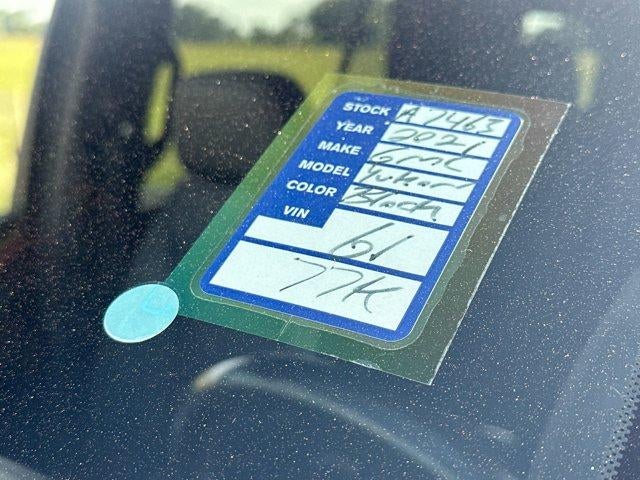 STOCK A7463
YEAR 2021
MAKE GMC
MODEL Yukon
COLOR Black
VIN 61
77K